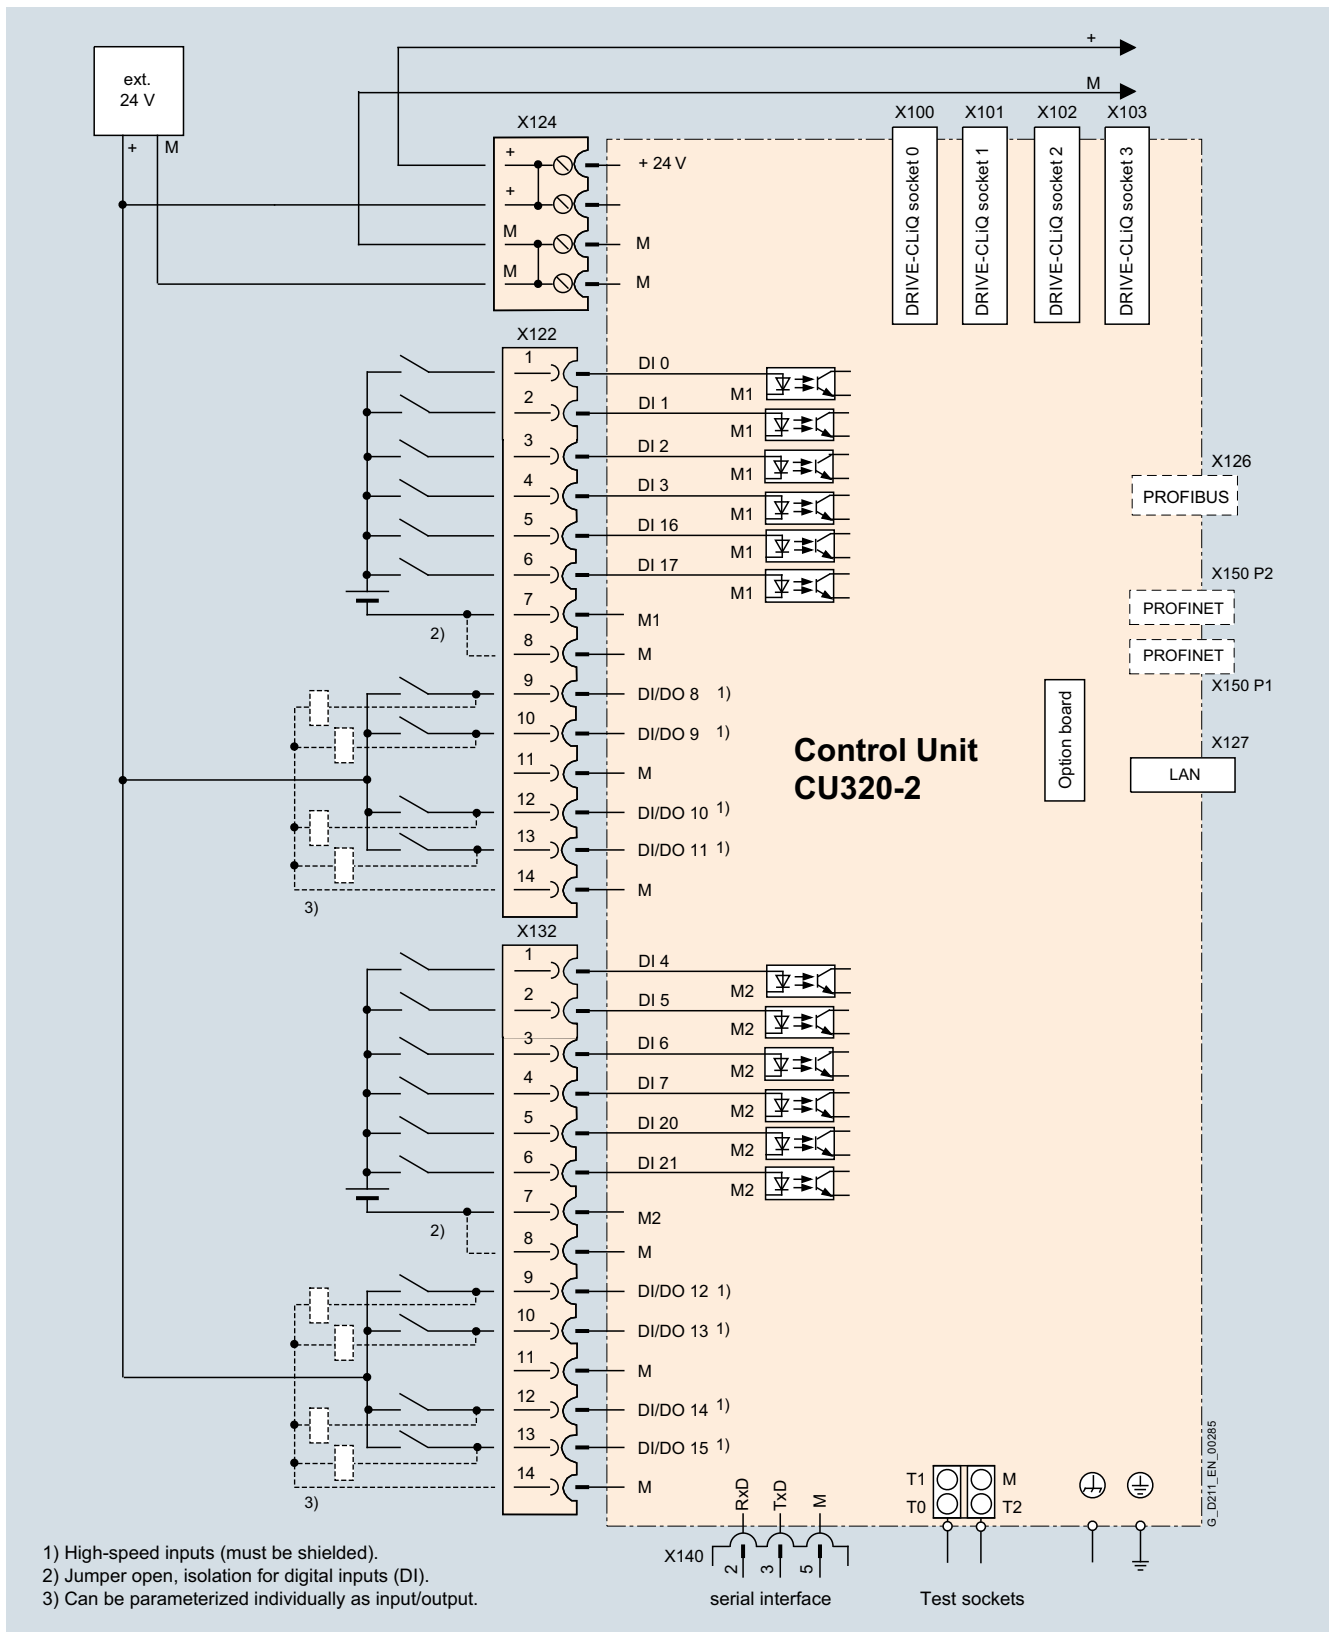 ext.
24 V
+ M
+
M
X124
+
+
M
M
+ 24 V
M
M
X100 X101 X102 X103
DRIVE-CLiQ socket 0
DRIVE-CLiQ socket 1
DRIVE-CLiQ socket 2
DRIVE-CLiQ socket 3
X122
1 DI 0 M1
2 DI 1 M1
3 DI 2 M1
4 DI 3 M1
5 DI 16 M1
6 DI 17 M1
7 M1
2)
8 M
9 DI/DO 8 1)
10 DI/DO 9 1)
11 M
12 DI/DO 10 1)
13 DI/DO 11 1)
14 M
3)
Control Unit
CU320-2
Option board
X126
PROFIBUS
X150 P2
PROFINET
PROFINET
X150 P1
X127
LAN
X132
1 DI 4 M2
2 DI 5 M2
3 DI 6 M2
4 DI 7 M2
5 DI 20 M2
6 DI 21 M2
7 M2
2)
8 M
9 DI/DO 12 1)
10 DI/DO 13 1)
11 M
12 DI/DO 14 1)
13 DI/DO 15 1)
14 M
3)
RxD TxD M
X140
2 3 5
serial interface
T1 M
T0 T2
Test sockets
G_D211_EN_00285
1) High-speed inputs (must be shielded).
2) Jumper open, isolation for digital inputs (DI).
3) Can be parameterized individually as input/output.